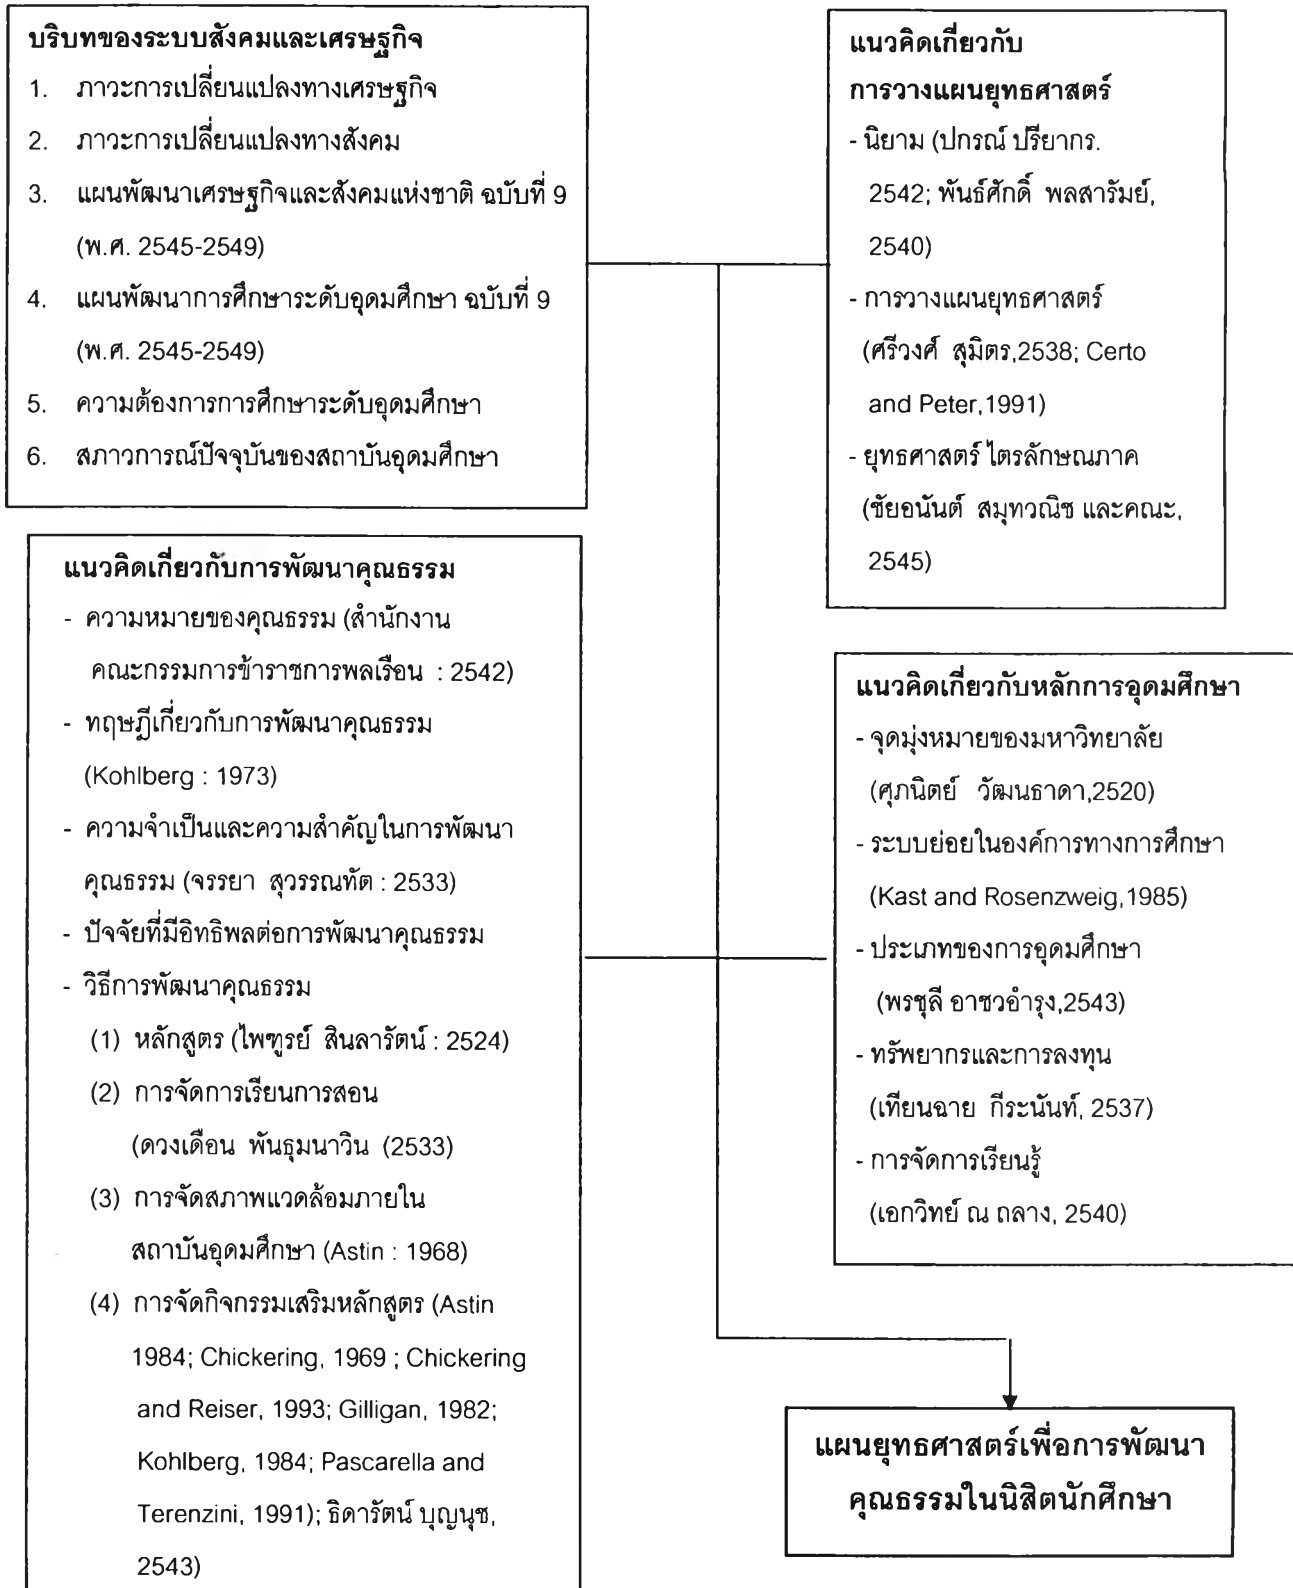 บริบทของระบบสังคมและเศรษฐกิจ
1. ภาวะการเปลี่ยนแปลงทางเศรษฐกิจ
2. ภาวะการเปลี่ยนแปลงทางสังคม
3. แผนพัฒนาเศรษฐกิจและสังคมแห่งชาติ ฉบับที่ 9
(พ.ศ. 2545-2549)
4. แผนพัฒนาการศึกษาระดับอุดมศึกษา ฉบับที่ 9
(พ.ศ. 2545-2549)
5. ความต้องการการศึกษาระดับอุดมศึกษา
6. สภาวการณ์ปัจจุบันของสถาบันอุดมศึกษา
แนวคิดเกี่ยวกับ
การวางแผนยุทธศาสตร์
- นิยาม (ปกรณ์ ปรียากร.
2542; พันธ์ศักดิ์ พลสารัมย์,
2540)
- การวางแผนยุทธศาสตร์
(ศรีวงศ์ สุมิตร,2538; Certo
and Peter,1991)
- ยุทธศาสตร์ ไตรลักษณภาค
(ชัยอนันต์ สมุทวณิช และคณะ,
2545)
แนวคิดเกี่ยวกับการพัฒนาคุณธรรม
- ความหมายของคุณธรรม (สำนักงาน
คณะกรรมการข้าราชการพลเรือน : 2542)
- ทฤษฎีเกี่ยวกับการพัฒนาคุณธรรม
(Kohlberg : 1973)
- ความจำเป็นและความสำคัญในการพัฒนา
คุณธรรม (จรรยา สุวรรณทัต : 2533)
- ปัจจัยที่มีอิทธิพลต่อการพัฒนาคุณธรรม
- วิธีการพัฒนาคุณธรรม
(1) หลักสูตร (ไพฑูรย์ สินลารัตน์ : 2524)
(2) การจัดการเรียนการสอน
(ดวงเดือน พันธุมนาวิน (2533)
(3) การจัดสภาพแวดล้อมภายใน
สถาบันอุดมศึกษา (Astin : 1968)
(4) การจัดกิจกรรมเสริมหลักสูตร (Astin
1984; Chickering, 1969 ; Chickering
and Reiser, 1993; Gilligan, 1982;
Kohlberg, 1984; Pascarella and
Terenzini, 1991); ธิดารัตน์ บุญนุช,
2543)
แนวคิดเกี่ยวกับหลักการอุดมศึกษา
- จุดมุ่งหมายของมหาวิทยาลัย
(ศุภนิตย์ วัฒนธาดา,2520)
- ระบบย่อยในองค์การทางการศึกษา
(Kast and Rosenzweig,1985)
- ประเภทของการอุดมศึกษา
(พรชุลี อาชวอำรุง,2543)
- ทรัพยากรและการลงทุน
(เทียนฉาย กีระนันท์, 2537)
- การจัดการเรียนรู้
(เอกวิทย์ ณ ถลาง, 2540)
แผนยุทธศาสตร์เพื่อการพัฒนา
คุณธรรมในนิสิตนักศึกษา